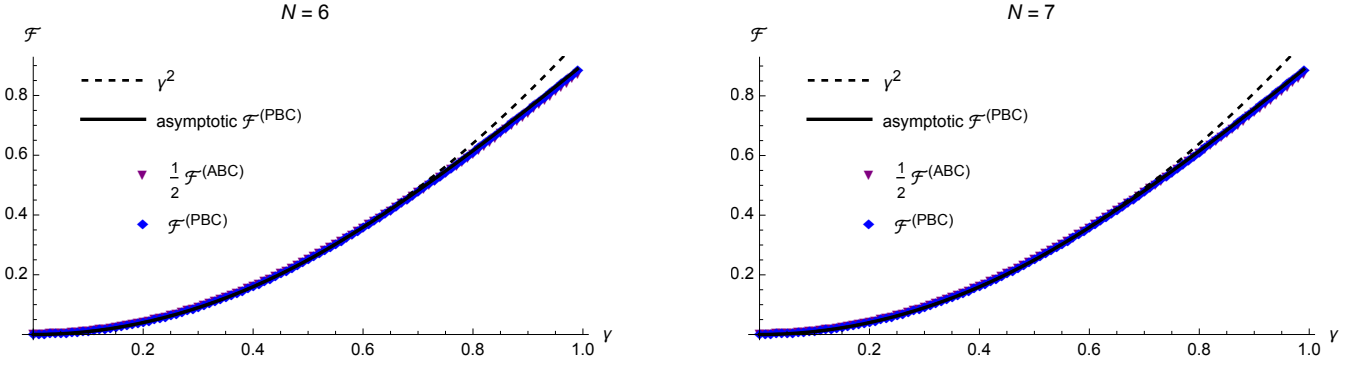 N = 6
ℱ
γ²
asymptotic ℱ(PBC)
1/2 ℱ(ABC)
ℱ(PBC)
0.8
0.6
0.4
0.2
0.2 0.4 0.6 0.8 1.0 γ
N = 7
ℱ
γ²
asymptotic ℱ(PBC)
1/2 ℱ(ABC)
ℱ(PBC)
0.8
0.6
0.4
0.2
0.2 0.4 0.6 0.8 1.0 γ